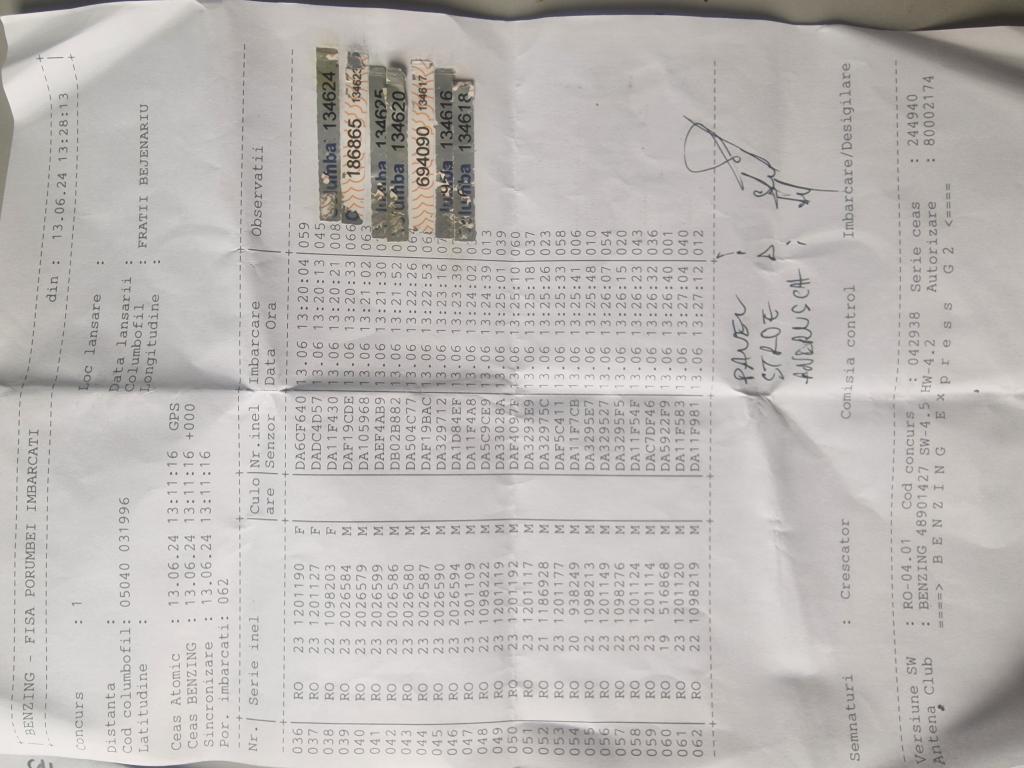 BENZING - FISA PORUMBEI IMBARCATI din : 13.06.24 13:28:13
concurs : 1 Loc lansare :
Distanta : Data lansarii :
Cod columbofil: 05040 031996 Columbofil : FRATII BEJENARIU
Latitudine : Longitudine :
Ceas Atomic : 13.06.24 13:11:16 GPS
Ceas BENZING : 13.06.24 13:11:16 +000
Sincronizare : 13.06.24 13:11:16
Por. imbarcati: 062
Nr.| Serie inel |Culo|Nr.inel |Imbarcare |Observatii
are |Senzor |Data Ora
036 RO 23 1201190 F DA6CF640 13.06 13:20:04 059
037 RO 23 1201127 F DADC4D57 13.06 13:20:13 045
038 RO 22 1098203 F DA11F430 13.06 13:20:21 008 lumba 134624
039 RO 23 2026584 M DAF19CDE 13.06 13:20:33 066 186865 134623
040 RO 23 2026579 M DA105968 13.06 13:21:02 063
041 RO 23 2026599 M DAEF4AB9 13.06 13:21:30 134625
042 RO 23 2026586 M DB02B882 13.06 13:21:52 lumba 134620
043 RO 23 2026580 M DA504C77 13.06 13:22:26
044 RO 23 2026587 M DAF19BAC 13.06 13:22:53 694090 134617
045 RO 23 2026590 M DA329712 13.06 13:23:16 134616
046 RO 23 2026594 M DA1D84EF 13.06 13:23:39 lumba 134618
047 RO 23 1201109 M DA11F4A8 13.06 13:24:02
048 RO 22 1098222 M DA5C9CE9 13.06 13:24:39 013
049 RO 23 1201119 M DA33028A 13.06 13:25:01 039
050 RO 23 1201192 M DAF4097F 13.06 13:25:10 060
051 RO 23 1201117 M DA3293E9 13.06 13:25:18 037
052 RO 21 1186928 M DA32975C 13.06 13:25:26 023
053 RO 23 1201177 M DAF5C411 13.06 13:25:33 058
054 RO 20 938249 M DA11F7CB 13.06 13:25:41 006
055 RO 22 1098213 M DA3295E7 13.06 13:25:48 010
056 RO 23 1201149 M DA329527 13.06 13:26:07 054
057 RO 22 1098276 M DA3295F5 13.06 13:26:15 020
058 RO 23 1201124 M DA11F54F 13.06 13:26:23 043
059 RO 23 1201114 M DAC7DF46 13.06 13:26:32 036
060 RO 19 516868 M DA5922F9 13.06 13:26:40 001
061 RO 23 1201120 M DA11F583 13.06 13:27:04 040
062 RO 22 1098219 M DA11F981 13.06 13:27:12 012
PAVEL :
STROE
:
Semnaturi : Crescator Comisia control Imbarcare/Desigilare
Versiune SW : RO-04.01 Cod concurs : 042938 Serie ceas : 244940
Antena Club : BENZING 48901427 SW-4.5 HW-4.2 Autorizare : 80002174
====> B E N Z I N G E x p r e s s G 2 <====